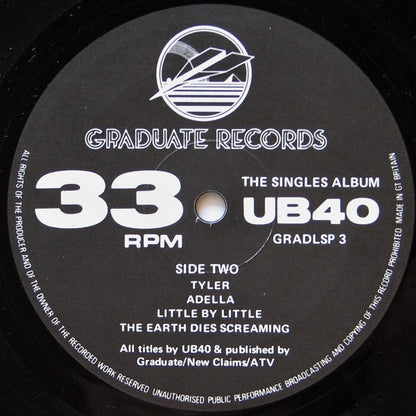 GRADUATE RECORDS
33
RPM
THE SINGLES ALBUM
UB40
GRADLSP 3
SIDE TWO
TYLER
ADELLA
LITTLE BY LITTLE
THE EARTH DIES SCREAMING
All titles by UB40 & published by
Graduate/New Claims/ATV
ALL RIGHTS OF THE PRODUCER AND OF THE OWNER OF THE RECORDED WORK RESERVED UNAUTHORISED PUBLIC PERFORMANCE BROADCASTING AND COPYING OF THIS RECORD PROHIBITED MADE IN GT BRITAIN